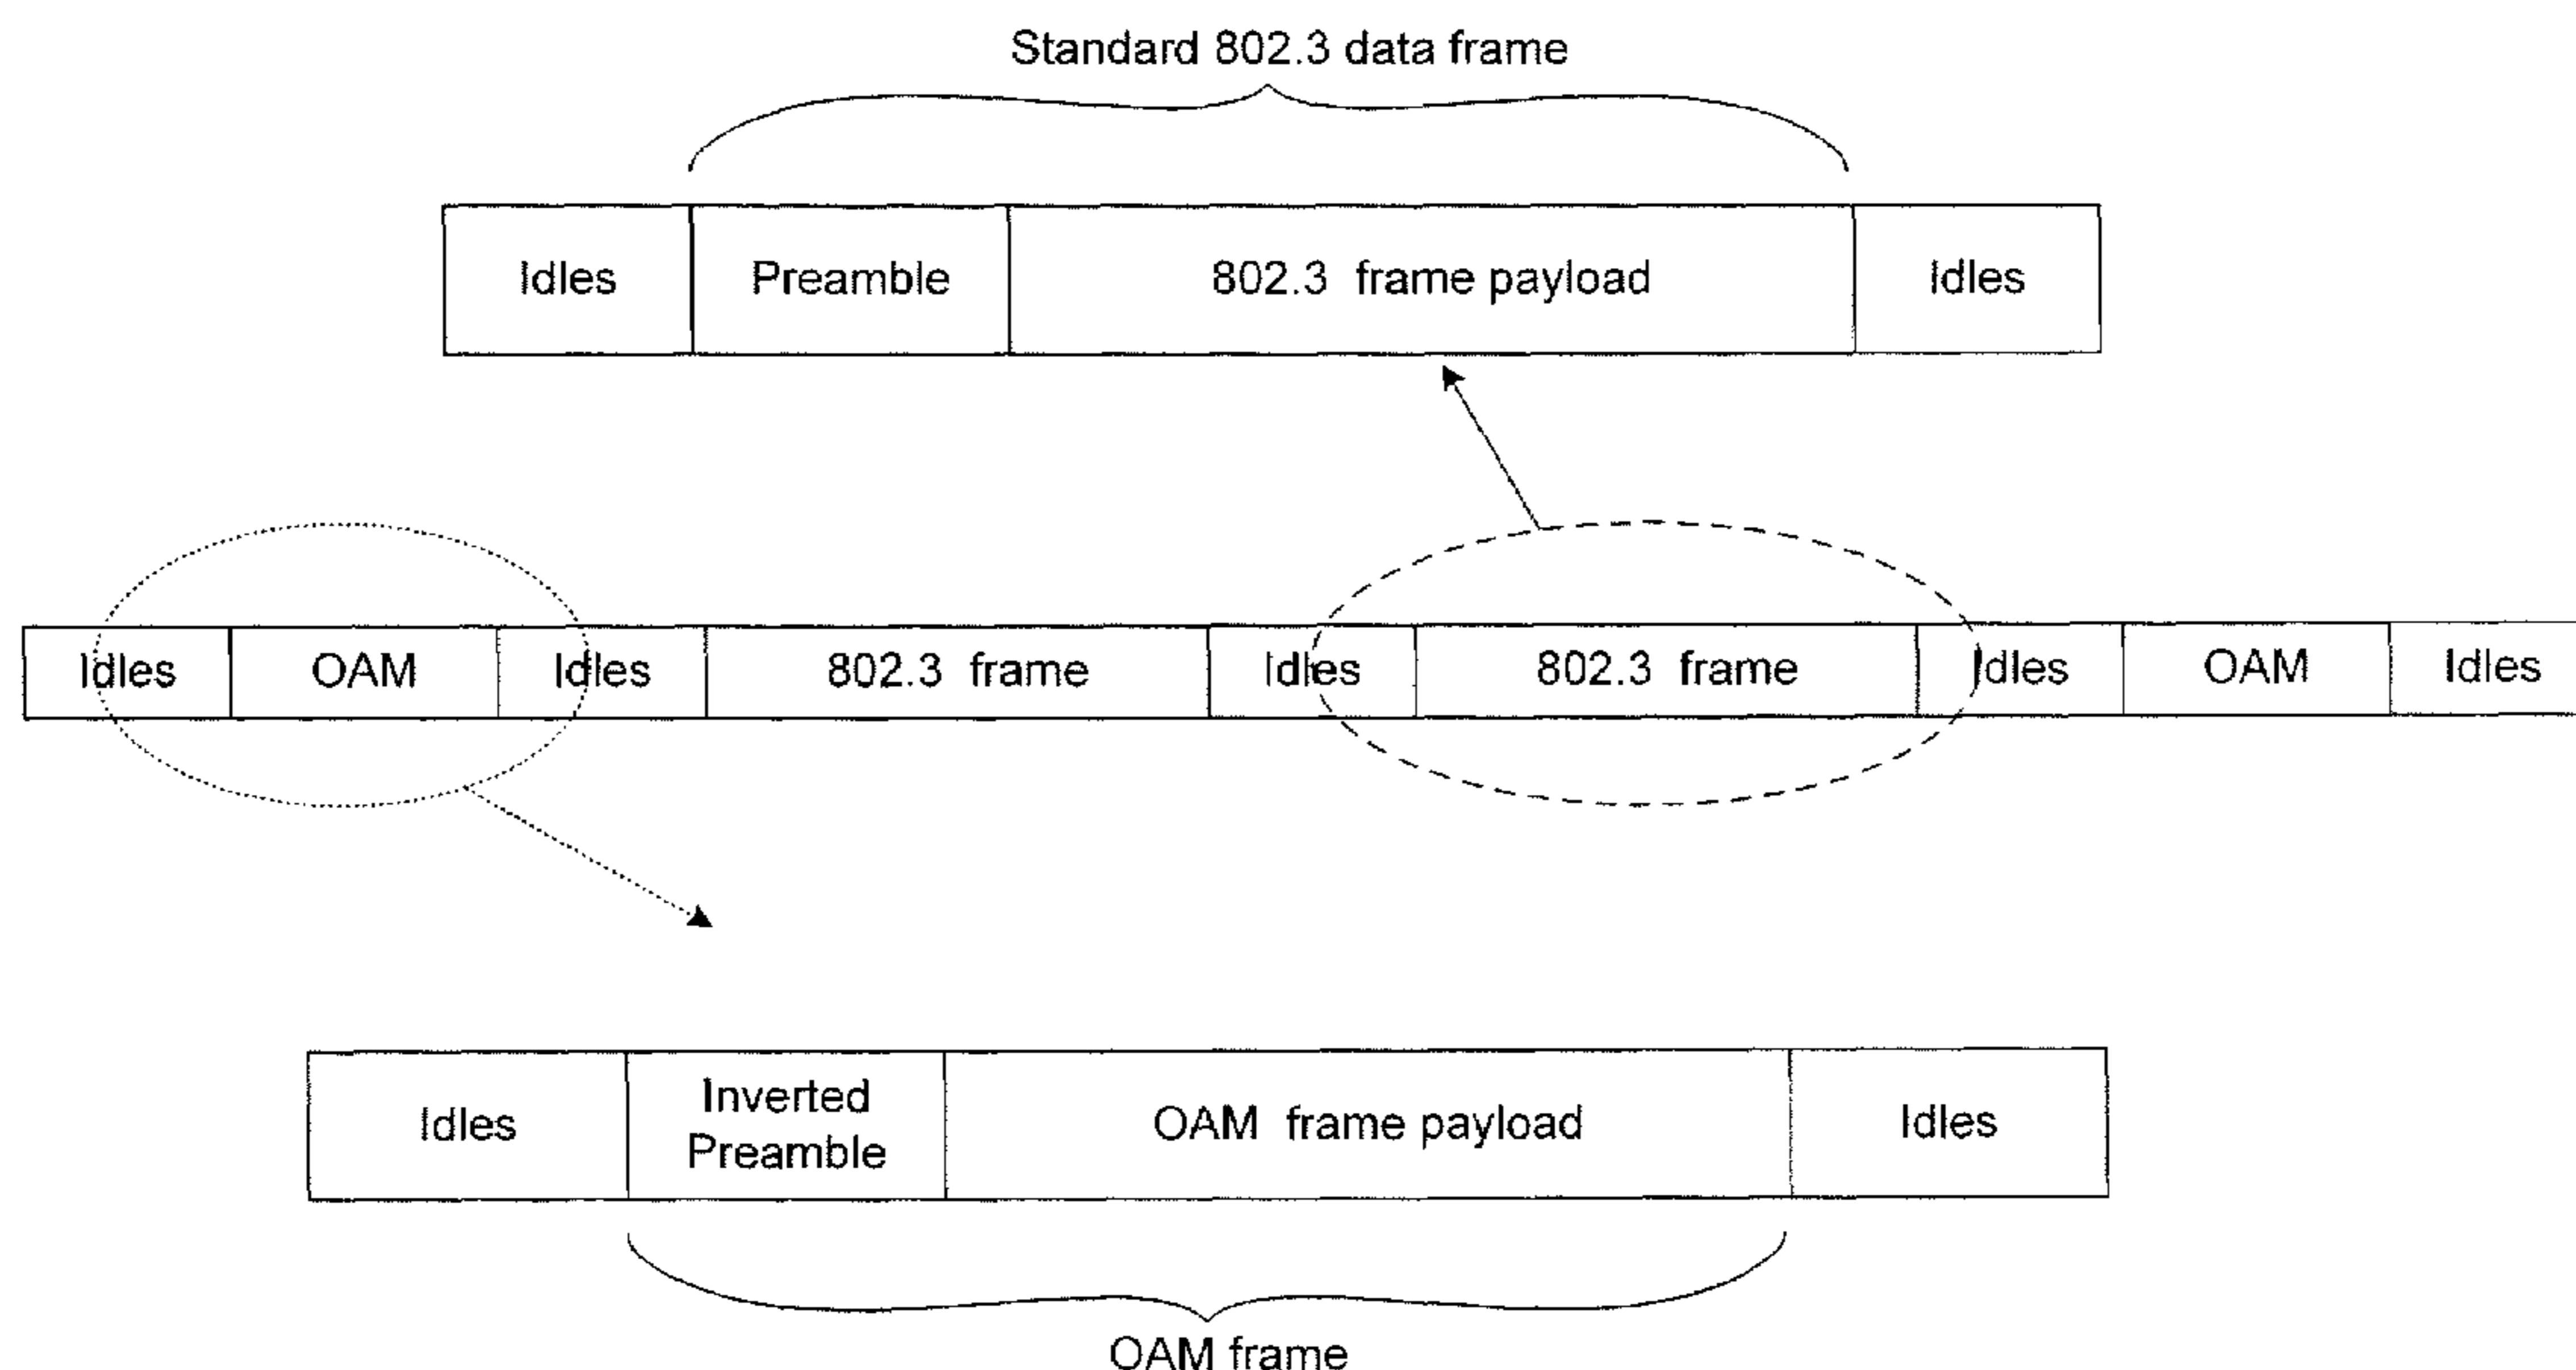 Standard 802.3 data frame
Idles Preamble 802.3 frame payload Idles
Idles OAM Idles 802.3 frame Idles 802.3 frame Idles OAM Idles
Idles Inverted Preamble OAM frame payload Idles
OAM frame